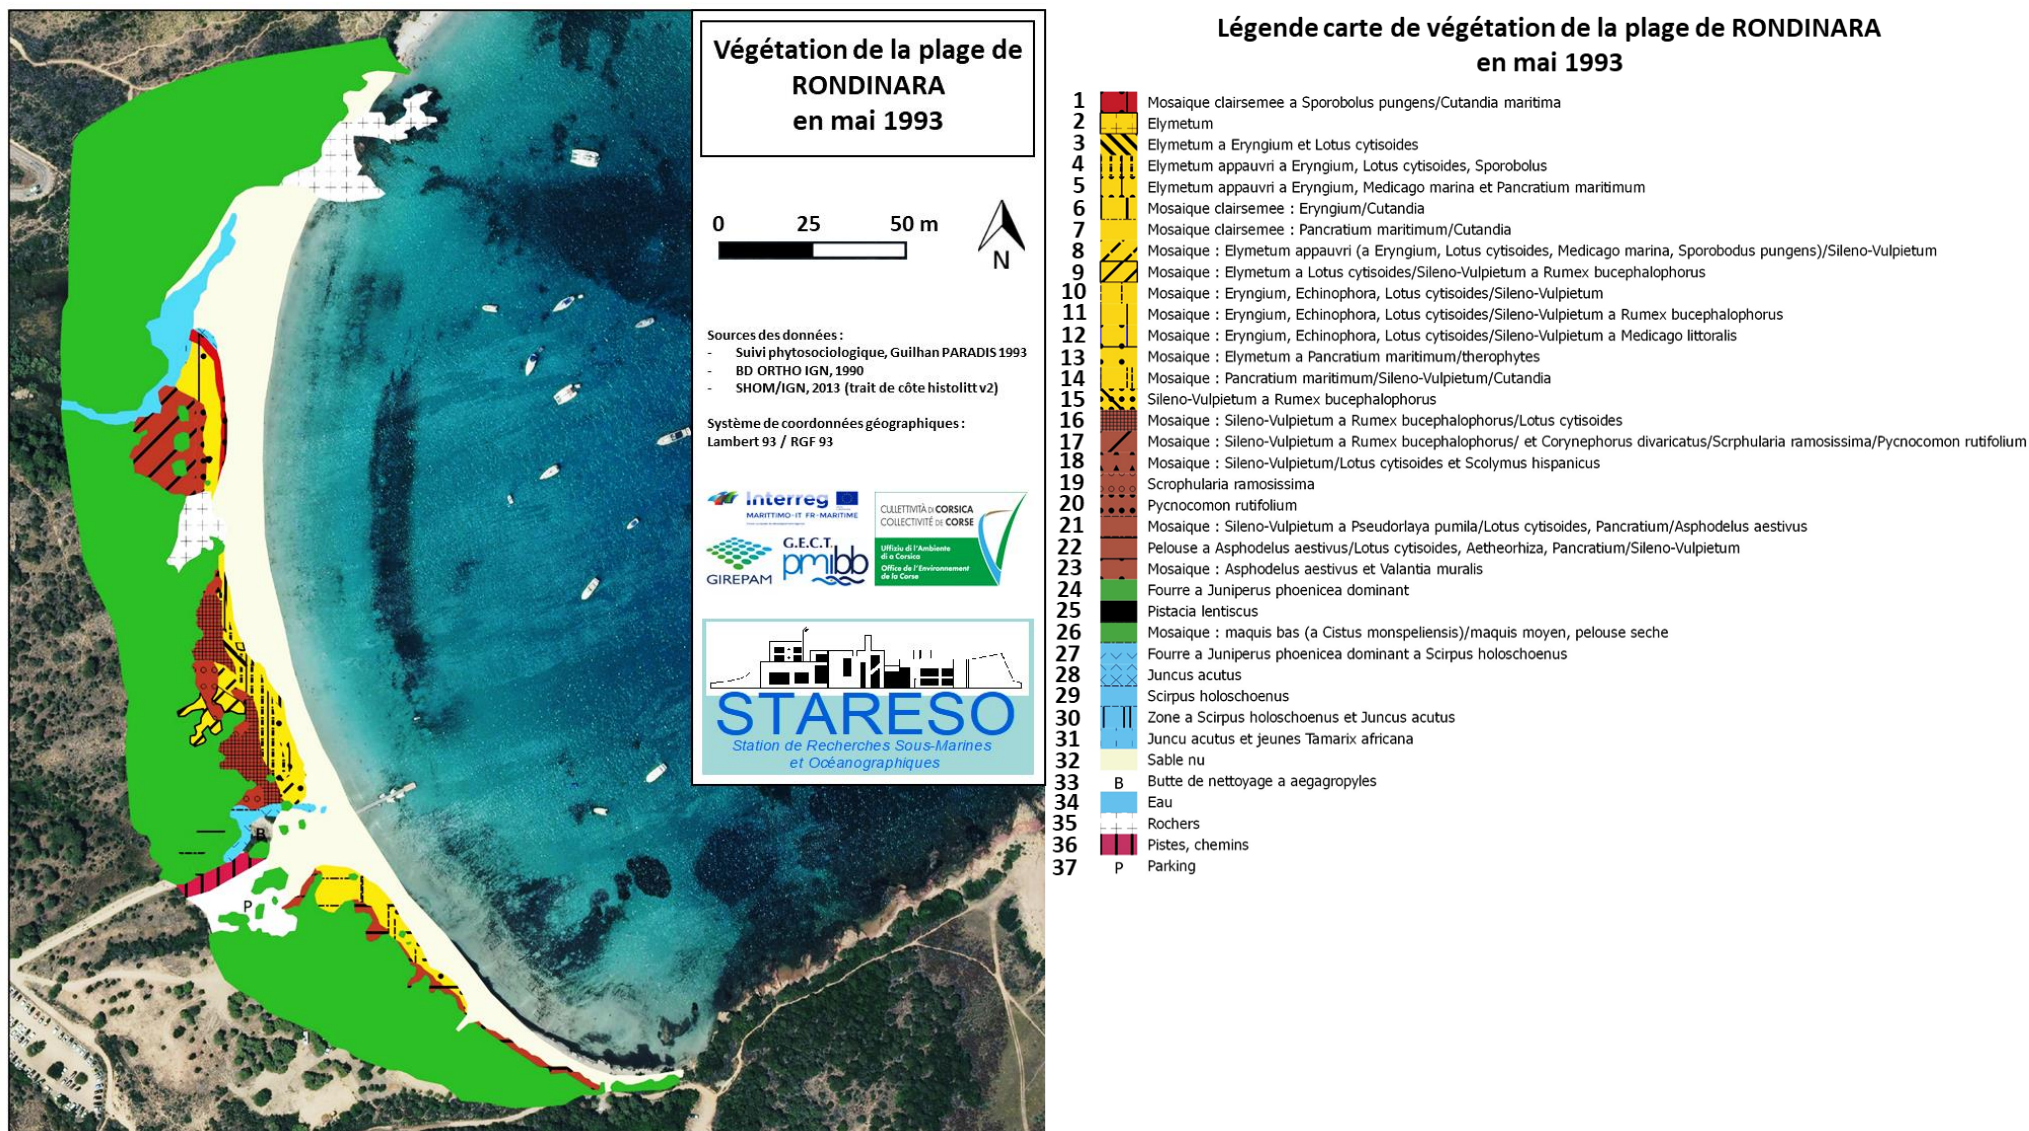 Végétation de la plage de
RONDINARA
en mai 1993
0 25 50 m
N
Sources des données :
- Suivi phytosociologique, Guilhan PARADIS 1993
- BD ORTHO IGN, 1990
- SHOM/IGN, 2013 (trait de côte histolitt v2)
Système de coordonnées géographiques :
Lambert 93 / RGF 93
Interreg
MARITTIMO-IT FR-MARITIME
CULLETTIVITÀ DI CORSICA
COLLECTIVITÉ DE CORSE
Uffiziu di l'Ambiente
di a Corsica
Office de l'Environnement
de la Corse
GIREPAM
G.E.C.T.
pmibb
STARESO
Station de Recherches Sous-Marines
et Océanographiques
B
P
Légende carte de végétation de la plage de RONDINARA
en mai 1993
1 Mosaique clairsemee a Sporobolus pungens/Cutandia maritima
2 Elymetum
3 Elymetum a Eryngium et Lotus cytisoides
4 Elymetum appauvri a Eryngium, Lotus cytisoides, Sporobolus
5 Elymetum appauvri a Eryngium, Medicago marina et Pancratium maritimum
6 Mosaique clairsemee : Eryngium/Cutandia
7 Mosaique clairsemee : Pancratium maritimum/Cutandia
8 Mosaique : Elymetum appauvri (a Eryngium, Lotus cytisoides, Medicago marina, Sporobodus pungens)/Sileno-Vulpietum
9 Mosaique : Elymetum a Lotus cytisoides/Sileno-Vulpietum a Rumex bucephalophorus
10 Mosaique : Eryngium, Echinophora, Lotus cytisoides/Sileno-Vulpietum
11 Mosaique : Eryngium, Echinophora, Lotus cytisoides/Sileno-Vulpietum a Rumex bucephalophorus
12 Mosaique : Eryngium, Echinophora, Lotus cytisoides/Sileno-Vulpietum a Medicago littoralis
13 Mosaique : Elymetum a Pancratium maritimum/therophytes
14 Mosaique : Pancratium maritimum/Sileno-Vulpietum/Cutandia
15 Sileno-Vulpietum a Rumex bucephalophorus
16 Mosaique : Sileno-Vulpietum a Rumex bucephalophorus/Lotus cytisoides
17 Mosaique : Sileno-Vulpietum a Rumex bucephalophorus/ et Corynephorus divaricatus/Scrphularia ramosissima/Pycnocomon rutifolium
18 Mosaique : Sileno-Vulpietum/Lotus cytisoides et Scolymus hispanicus
19 Scrophularia ramosissima
20 Pycnocomon rutifolium
21 Mosaique : Sileno-Vulpietum a Pseudorlaya pumila/Lotus cytisoides, Pancratium/Asphodelus aestivus
22 Pelouse a Asphodelus aestivus/Lotus cytisoides, Aetheorhiza, Pancratium/Sileno-Vulpietum
23 Mosaique : Asphodelus aestivus et Valantia muralis
24 Fourre a Juniperus phoenicea dominant
25 Pistacia lentiscus
26 Mosaique : maquis bas (a Cistus monspeliensis)/maquis moyen, pelouse seche
27 Fourre a Juniperus phoenicea dominant a Scirpus holoschoenus
28 Juncus acutus
29 Scirpus holoschoenus
30 Zone a Scirpus holoschoenus et Juncus acutus
31 Juncu acutus et jeunes Tamarix africana
32 Sable nu
33 B Butte de nettoyage a aegagropyles
34 Eau
35 Rochers
36 Pistes, chemins
37 P Parking